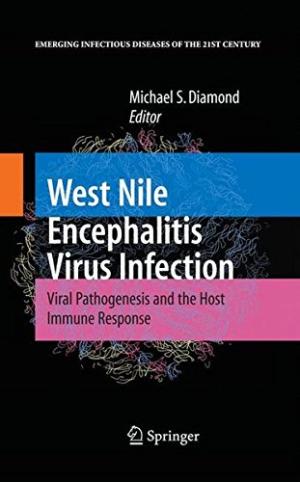 EMERGING INFECTIOUS DISEASES OF THE 21ST CENTURY
Michael S. Diamond
Editor
West Nile
Encephalitis
Virus Infection
Viral Pathogenesis and the Host
Immune Response
Springer